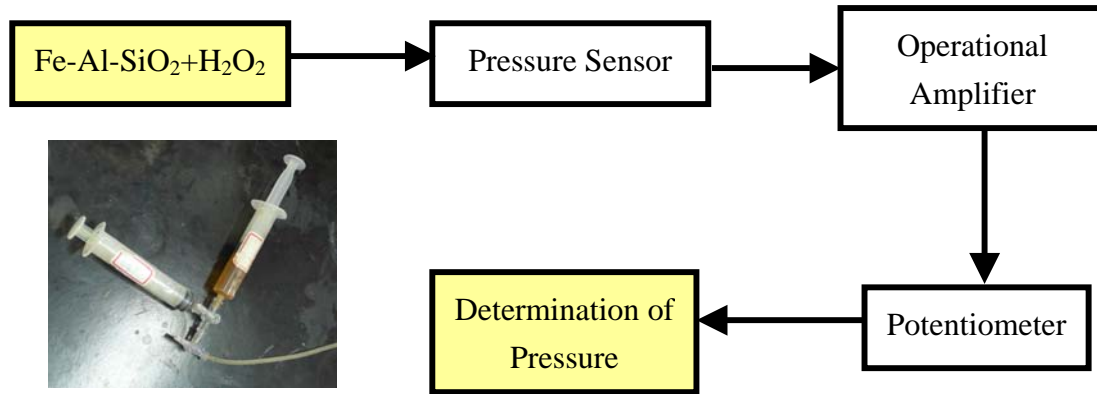 Fe-Al-SiO₂+H₂O₂
Pressure Sensor
Operational
Amplifier
Potentiometer
Determination of
Pressure